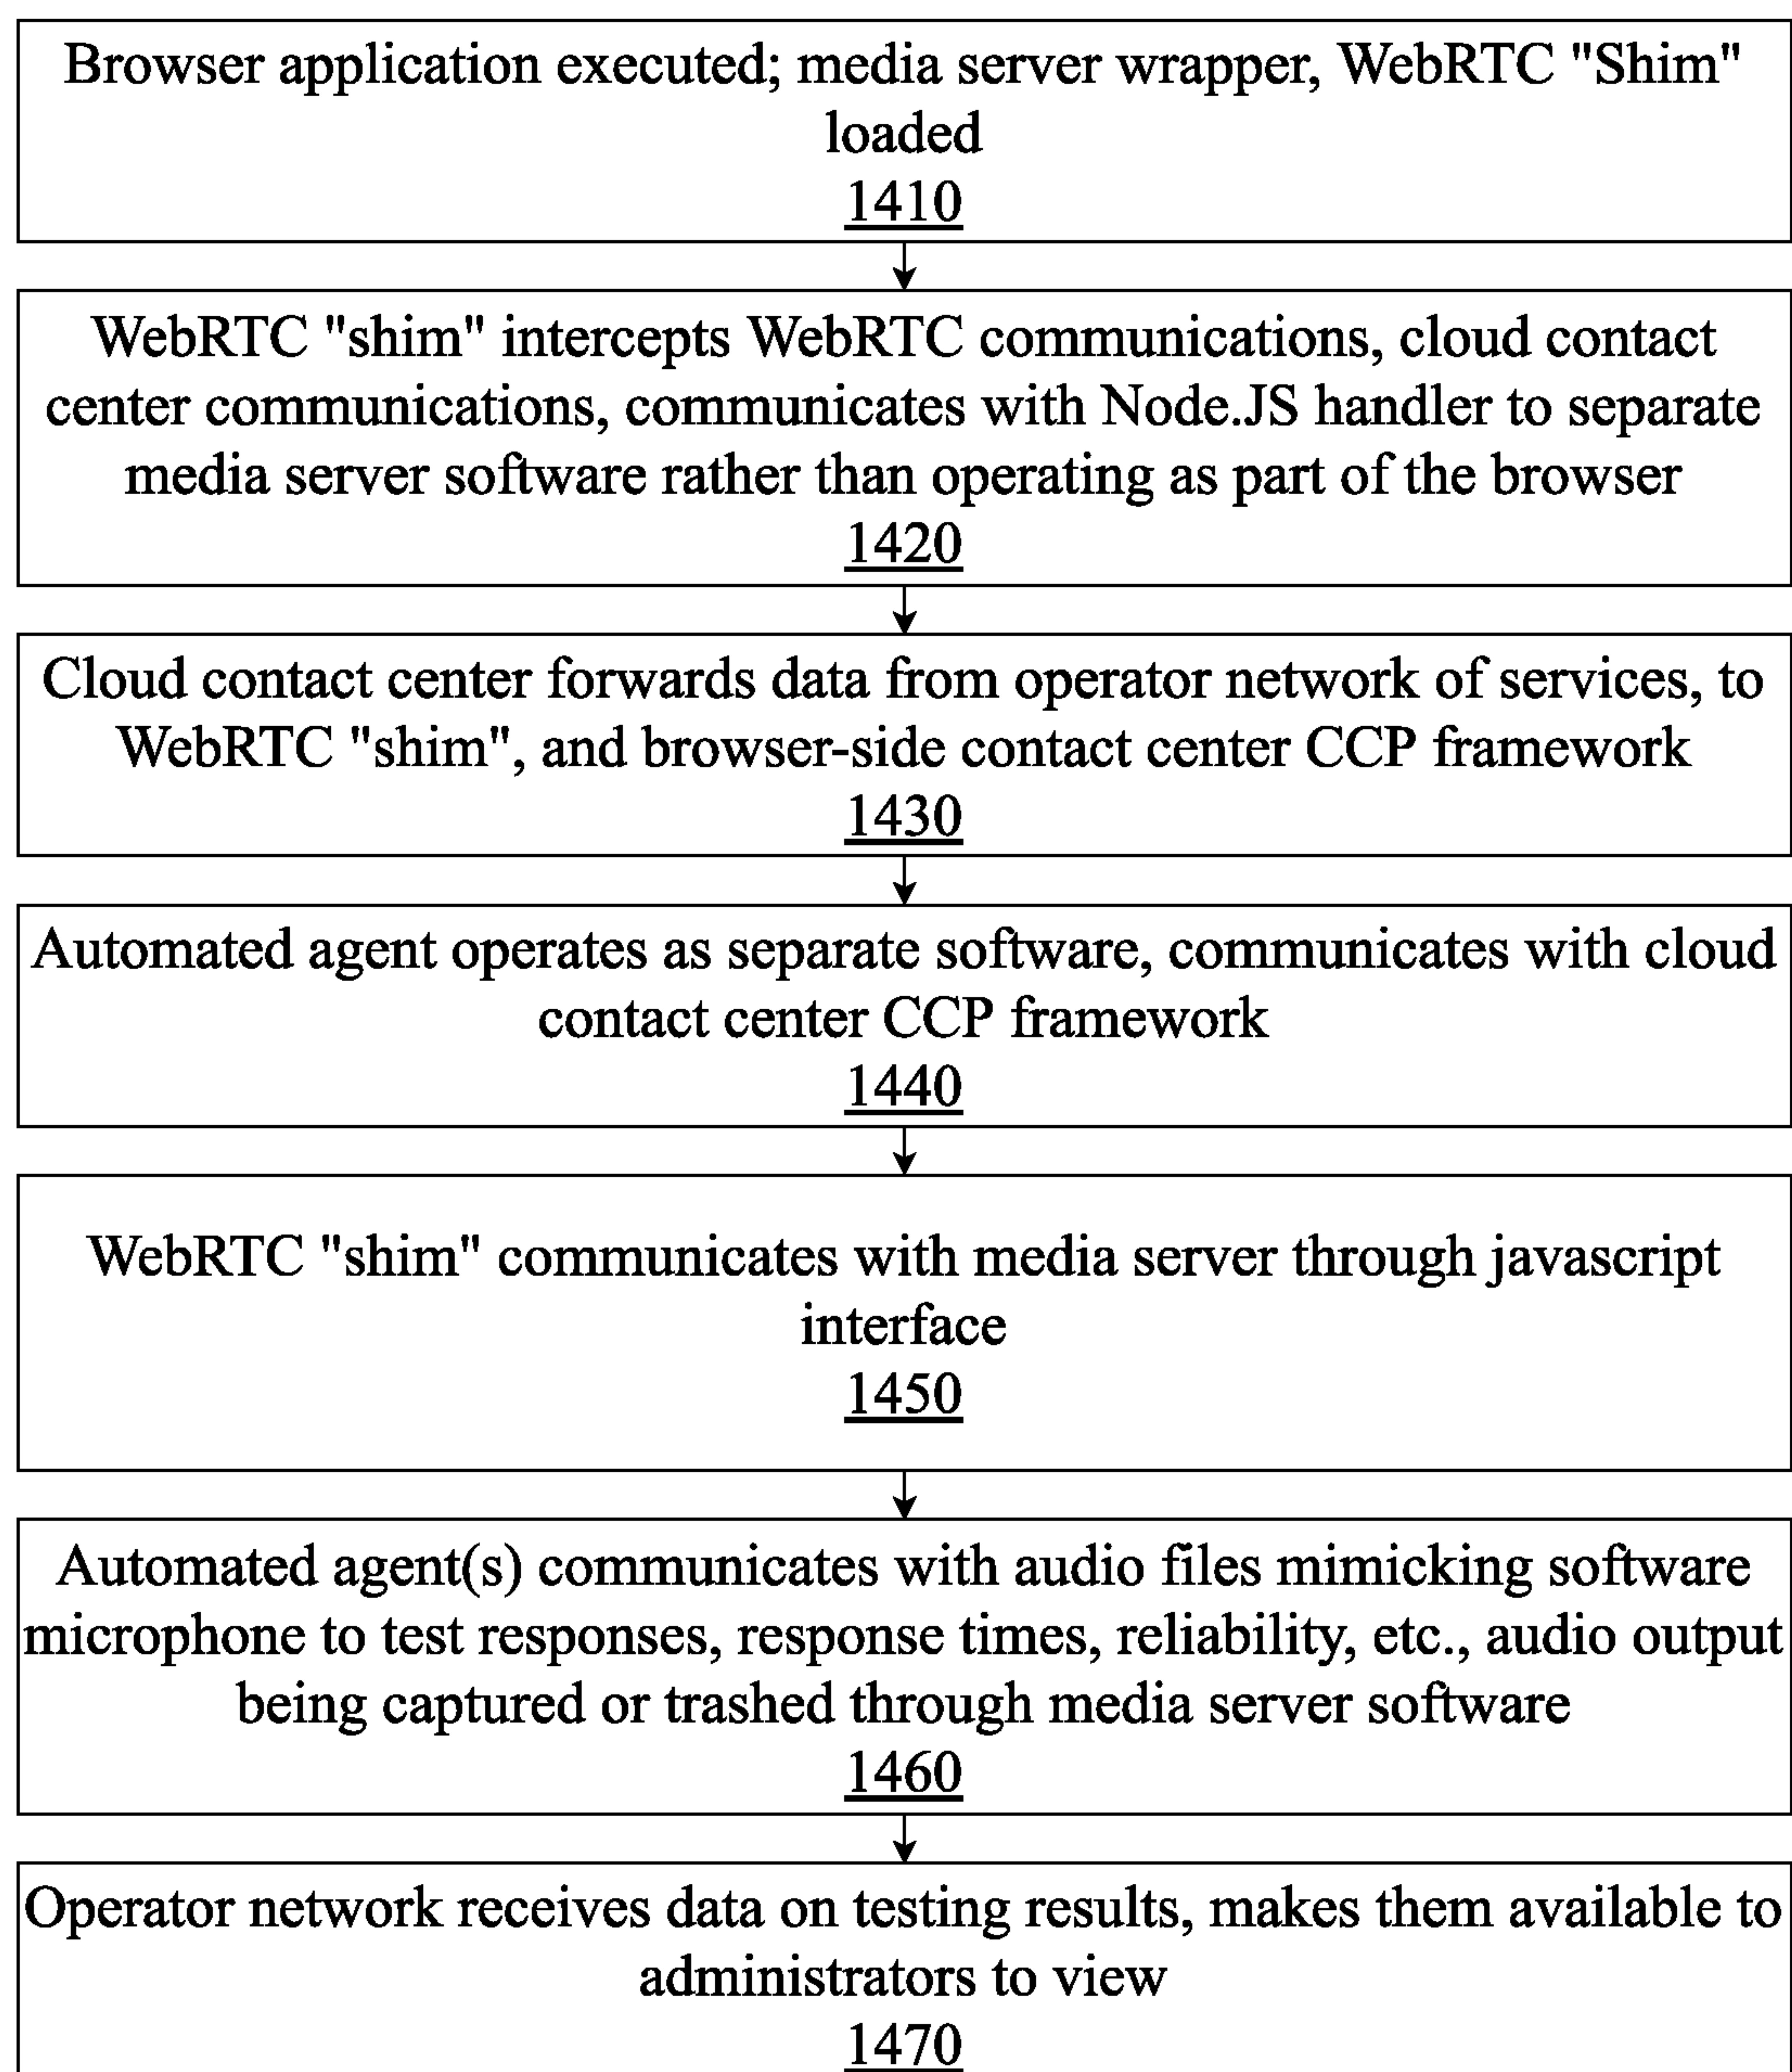 Browser application executed; media server wrapper, WebRTC "Shim"
loaded
1410
WebRTC "shim" intercepts WebRTC communications, cloud contact
center communications, communicates with Node.JS handler to separate
media server software rather than operating as part of the browser
1420
Cloud contact center forwards data from operator network of services, to
WebRTC "shim", and browser-side contact center CCP framework
1430
Automated agent operates as separate software, communicates with cloud
contact center CCP framework
1440
WebRTC "shim" communicates with media server through javascript
interface
1450
Automated agent(s) communicates with audio files mimicking software
microphone to test responses, response times, reliability, etc., audio output
being captured or trashed through media server software
1460
Operator network receives data on testing results, makes them available to
administrators to view
1470